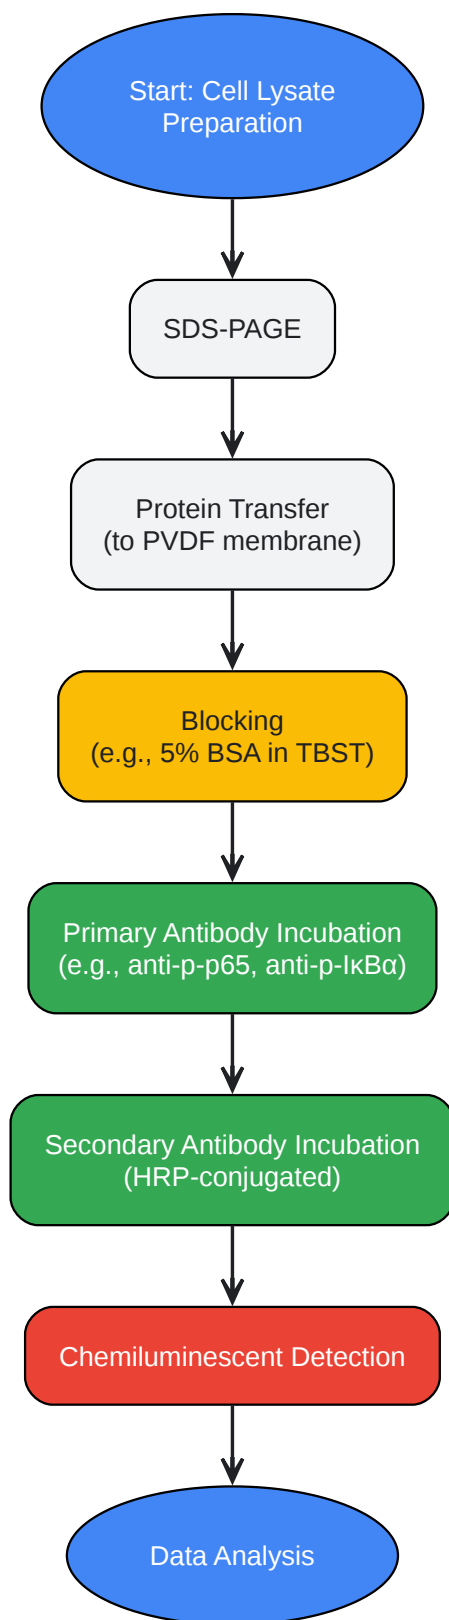 Start: Cell Lysate
Preparation
SDS-PAGE
Protein Transfer
(to PVDF membrane)
Blocking
(e.g., 5% BSA in TBST)
Primary Antibody Incubation
(e.g., anti-p-p65, anti-p-IκBα)
Secondary Antibody Incubation
(HRP-conjugated)
Chemiluminescent Detection
Data Analysis